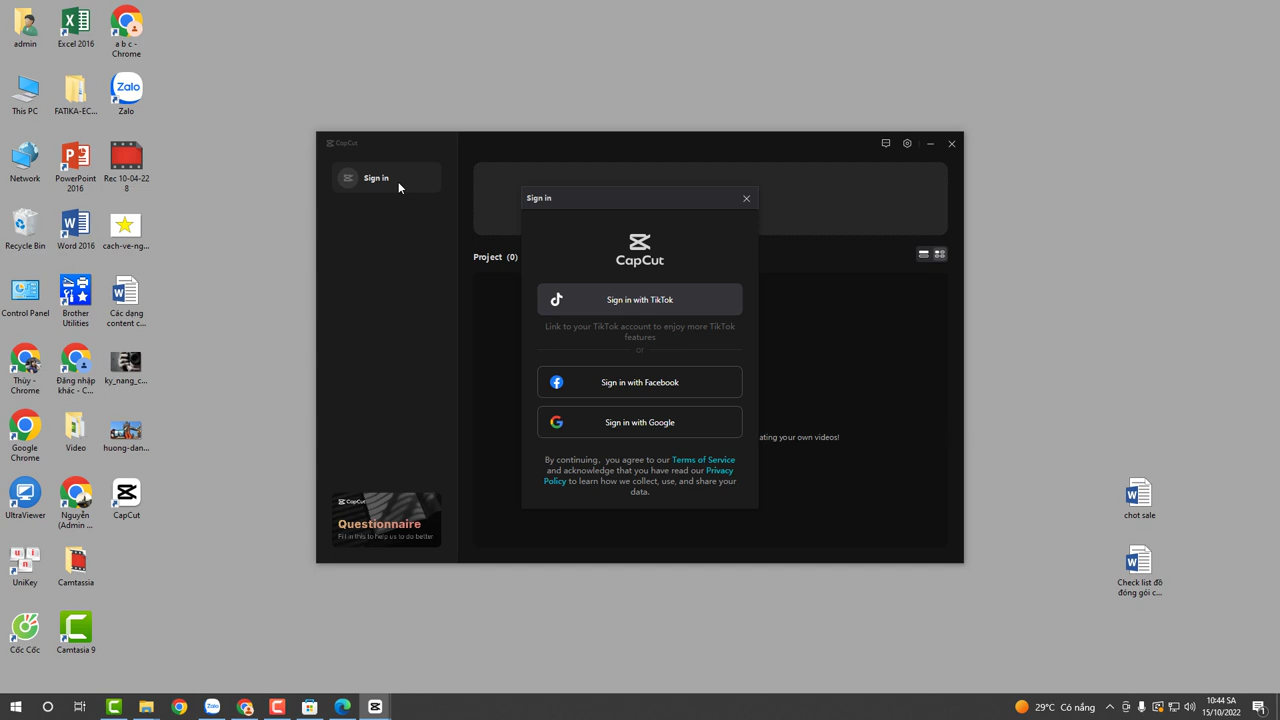 admin
Excel 2016
a b c -
Chrome
This PC
FATIKA-EC...
Zalo
Zalo
Network
PowerPoint
2016
Rec 10-04-22
8
Recycle Bin
Word 2016
cach-ve-ng...
Control Panel
Brother
Utilities
Các dạng
content c...
Thùy -
Chrome
Đăng nhập
khác - C...
ky_nang_c...
Google
Chrome
Video
huong-dan...
UltraViewer
Nguyễn
(Admin ...
CapCut
UniKey
Camtassia
Cốc Cốc
Camtasia 9
CapCut
Sign in
Project (0)
ating your own videos!
CapCut
Questionnaire
Fill in this to help us to do better
Sign in
CapCut
Sign in with TikTok
Link to your TikTok account to enjoy more TikTok
features
or
Sign in with Facebook
Sign in with Google
By continuing, you agree to our Terms of Service
and acknowledge that you have read our Privacy
Policy to learn how we collect, use, and share your
data.
chot sale
Check list đồ
đóng gói c...
29°C Có nắng
10:44 SA
15/10/2022